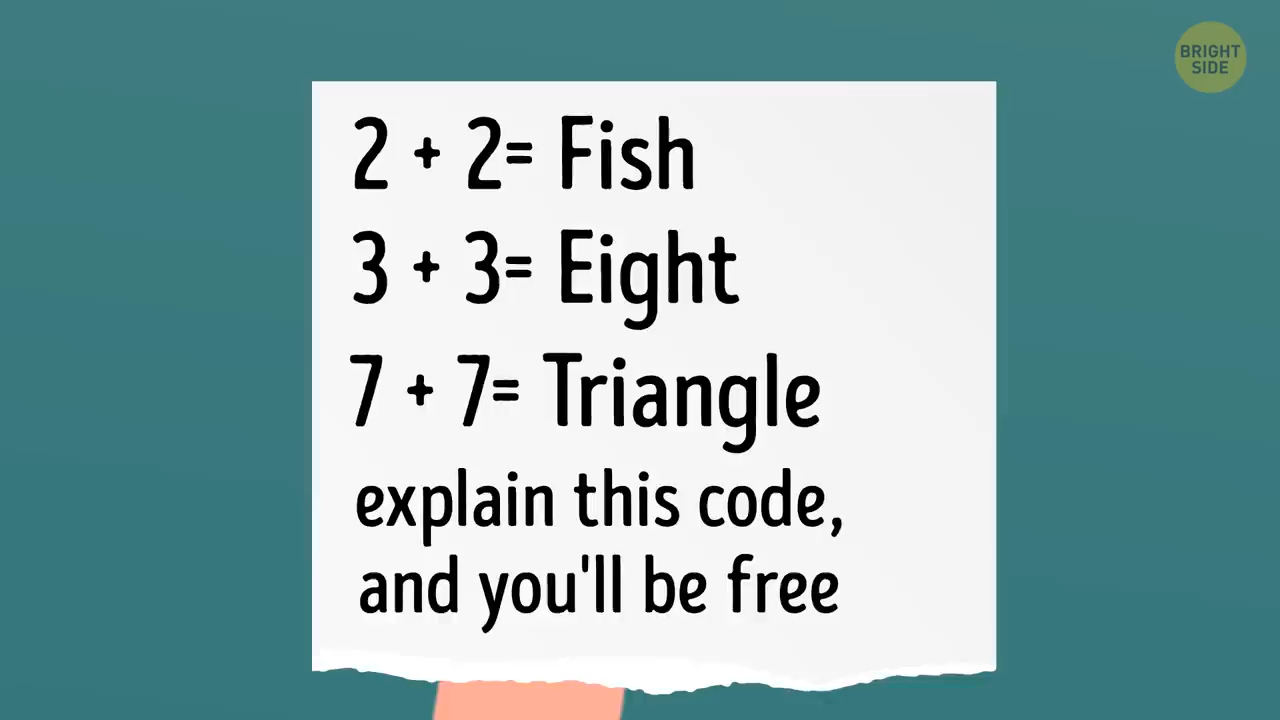 BRIGHT
SIDE
2 + 2= Fish
3 + 3= Eight
7 + 7= Triangle
explain this code,
and you'll be free